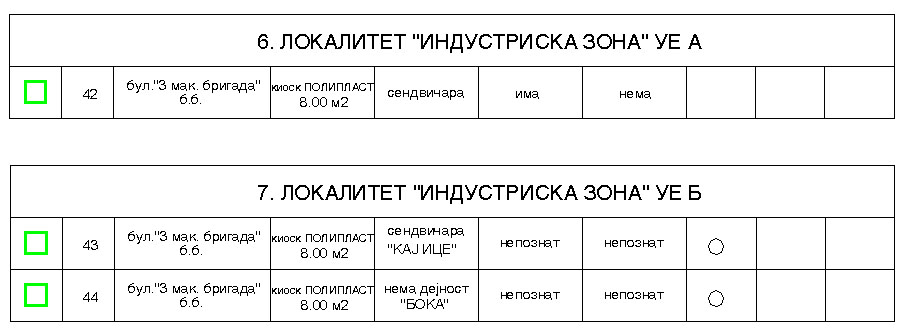 6. ЛОКАЛИТЕТ "ИНДУСТРИСКА ЗОНА" УЕ А
42
бул."3 мак. бригада"
б.б.
киоск ПОЛИПЛАСТ
8.00 м2
сендвичара
има
нема
7. ЛОКАЛИТЕТ "ИНДУСТРИСКА ЗОНА" УЕ Б
43
бул."3 мак. бригада"
б.б.
киоск ПОЛИПЛАСТ
8.00 м2
сендвичара
"КАЈ ИЦЕ"
непознат
непознат
44
бул."3 мак. бригада"
б.б.
киоск ПОЛИПЛАСТ
8.00 м2
нема дејност
"БОКА"
непознат
непознат